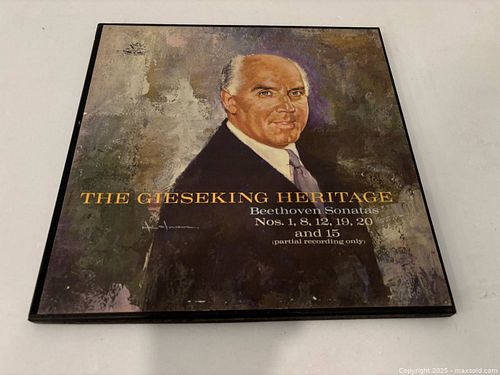 THE GIESEKING HERITAGE
Beethoven Sonatas
Nos. 1, 8, 12, 19, 20
and 15
(partial recording only)
Copyright 2025 - maxsold.com